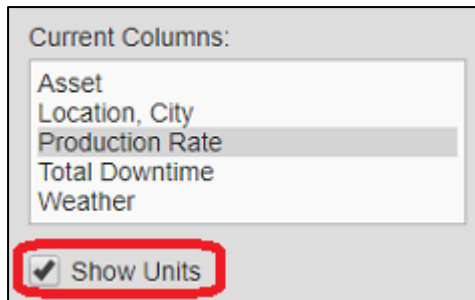 Current Columns:
Asset
Location, City
Production Rate
Total Downtime
Weather
Show Units